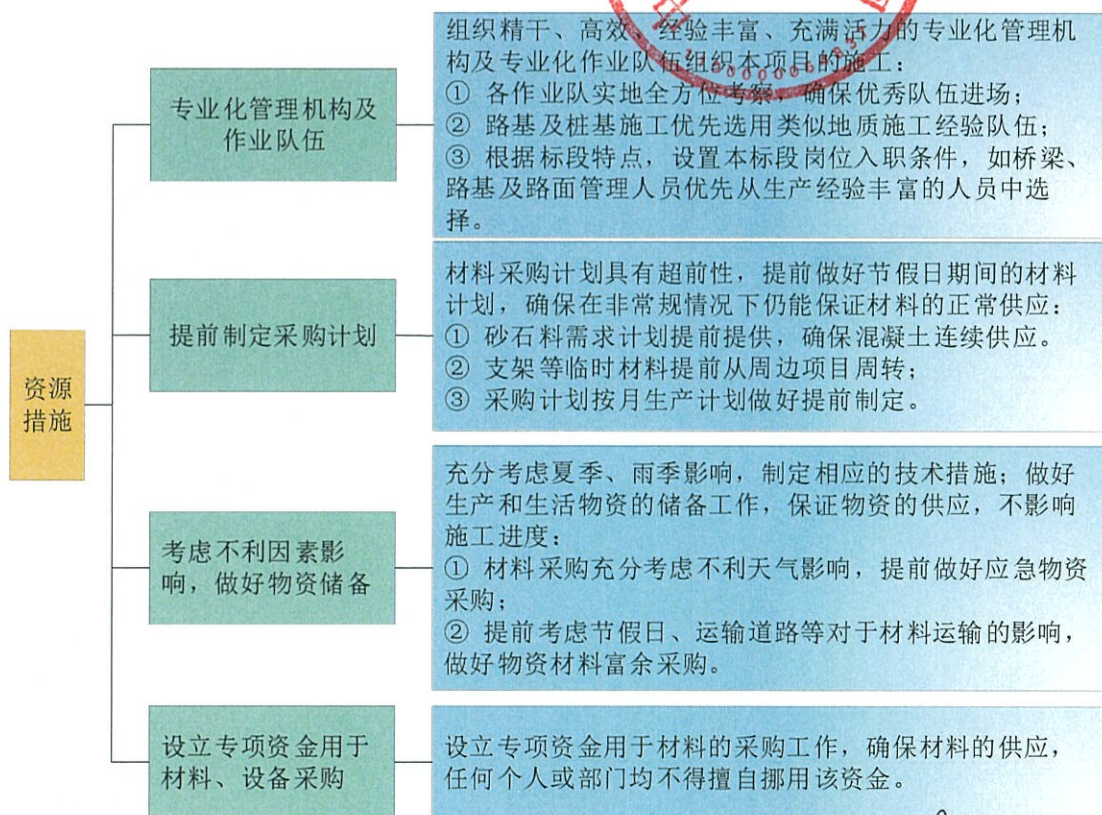 资源
措施
专业化管理机构及
作业队伍
组织精干、高效、经验丰富、充满活力的专业化管理机
构及专业化作业队伍组织本项目的施工：
① 各作业队实地全方位考察，确保优秀队伍进场；
② 路基及桩基施工优先选用类似地质施工经验队伍；
③ 根据标段特点，设置本标段岗位入职条件，如桥梁、
路基及路面管理人员优先从生产经验丰富的人员中选
择。
提前制定采购计划
材料采购计划具有超前性，提前做好节假日期间的材料
计划，确保在非常规情况下仍能保证材料的正常供应：
① 砂石料需求计划提前提供，确保混凝土连续供应。
② 支架等临时材料提前从周边项目周转；
③ 采购计划按月生产计划做好提前制定。
考虑不利因素影
响，做好物资储备
充分考虑夏季、雨季影响，制定相应的技术措施；做好
生产和生活物资的储备工作，保证物资的供应，不影响
施工进度：
① 材料采购充分考虑不利天气影响，提前做好应急物资
采购；
② 提前考虑节假日、运输道路等对于材料运输的影响，
做好物资材料富余采购。
设立专项资金用于
材料、设备采购
设立专项资金用于材料的采购工作，确保材料的供应，
任何个人或部门均不得擅自挪用该资金。